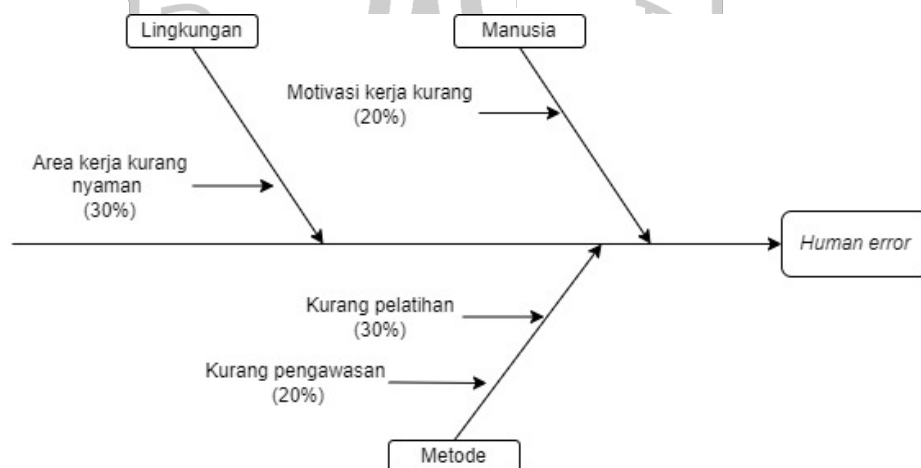 Lingkungan
Manusia
Motivasi kerja kurang
(20%)
Area kerja kurang
nyaman
(30%)
Human error
Kurang pelatihan
(30%)
Kurang pengawasan
(20%)
Metode